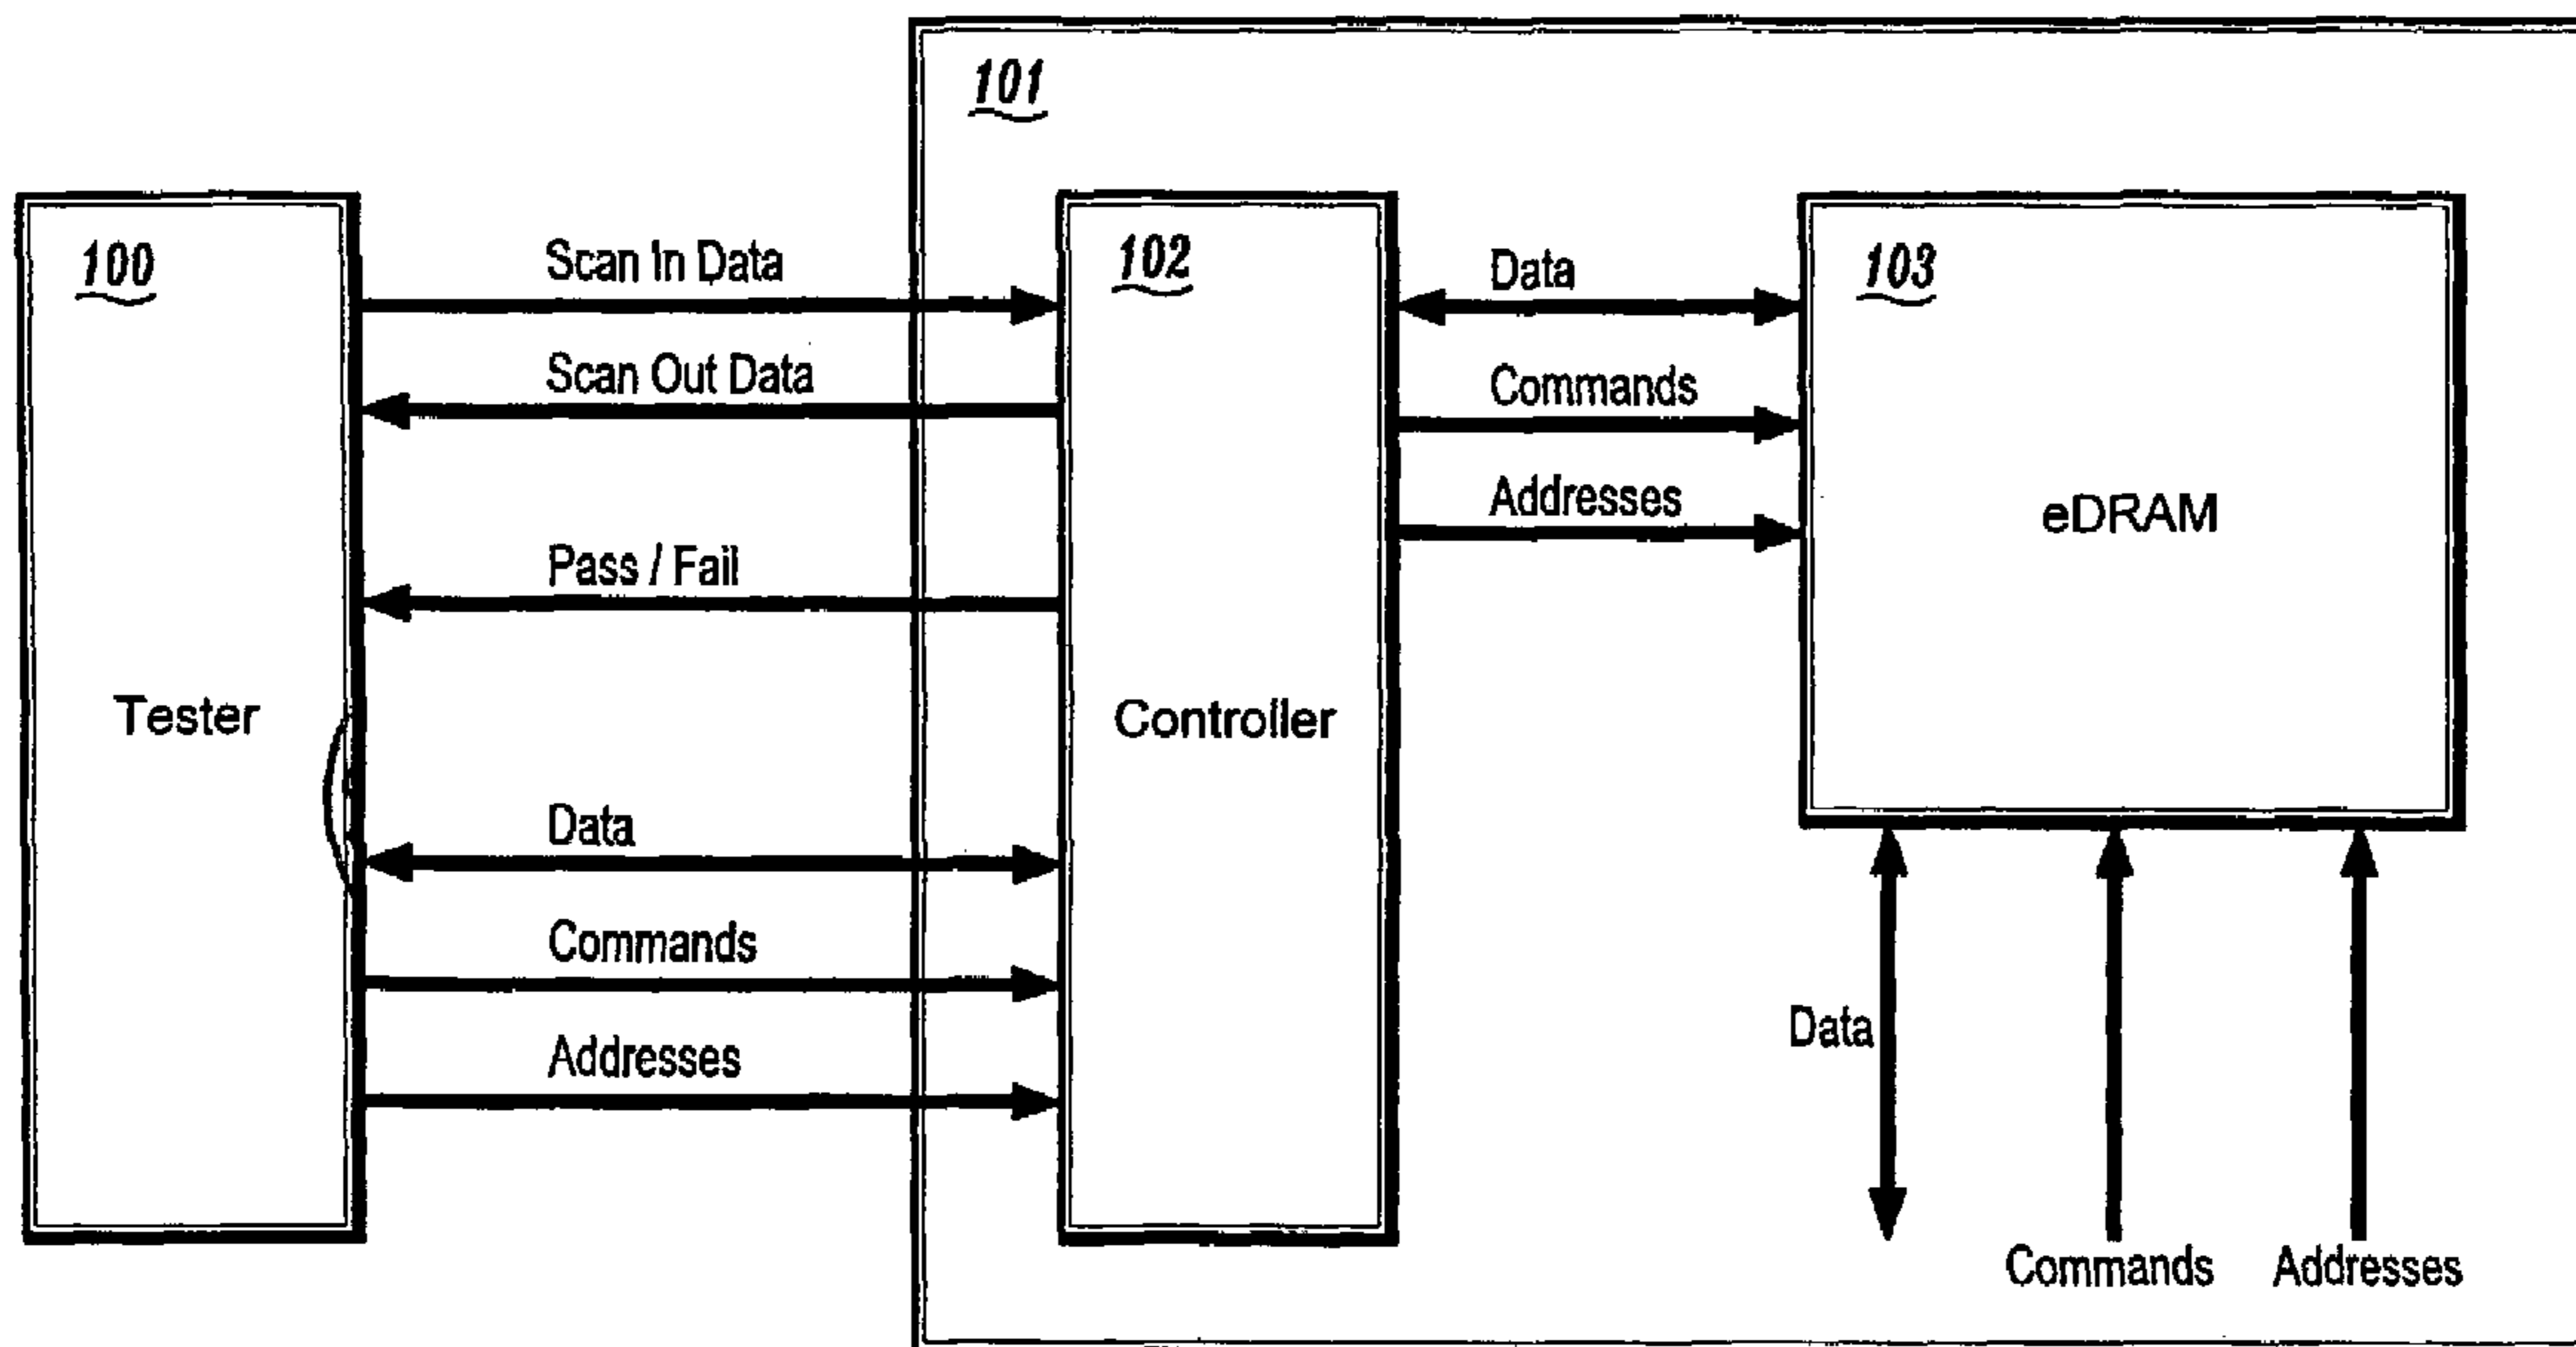 101
100
Scan In Data
102
Data
103
Scan Out Data
Commands
Addresses
eDRAM
Pass / Fail
Tester
Controller
Data
Commands
Data
Addresses
Commands
Addresses